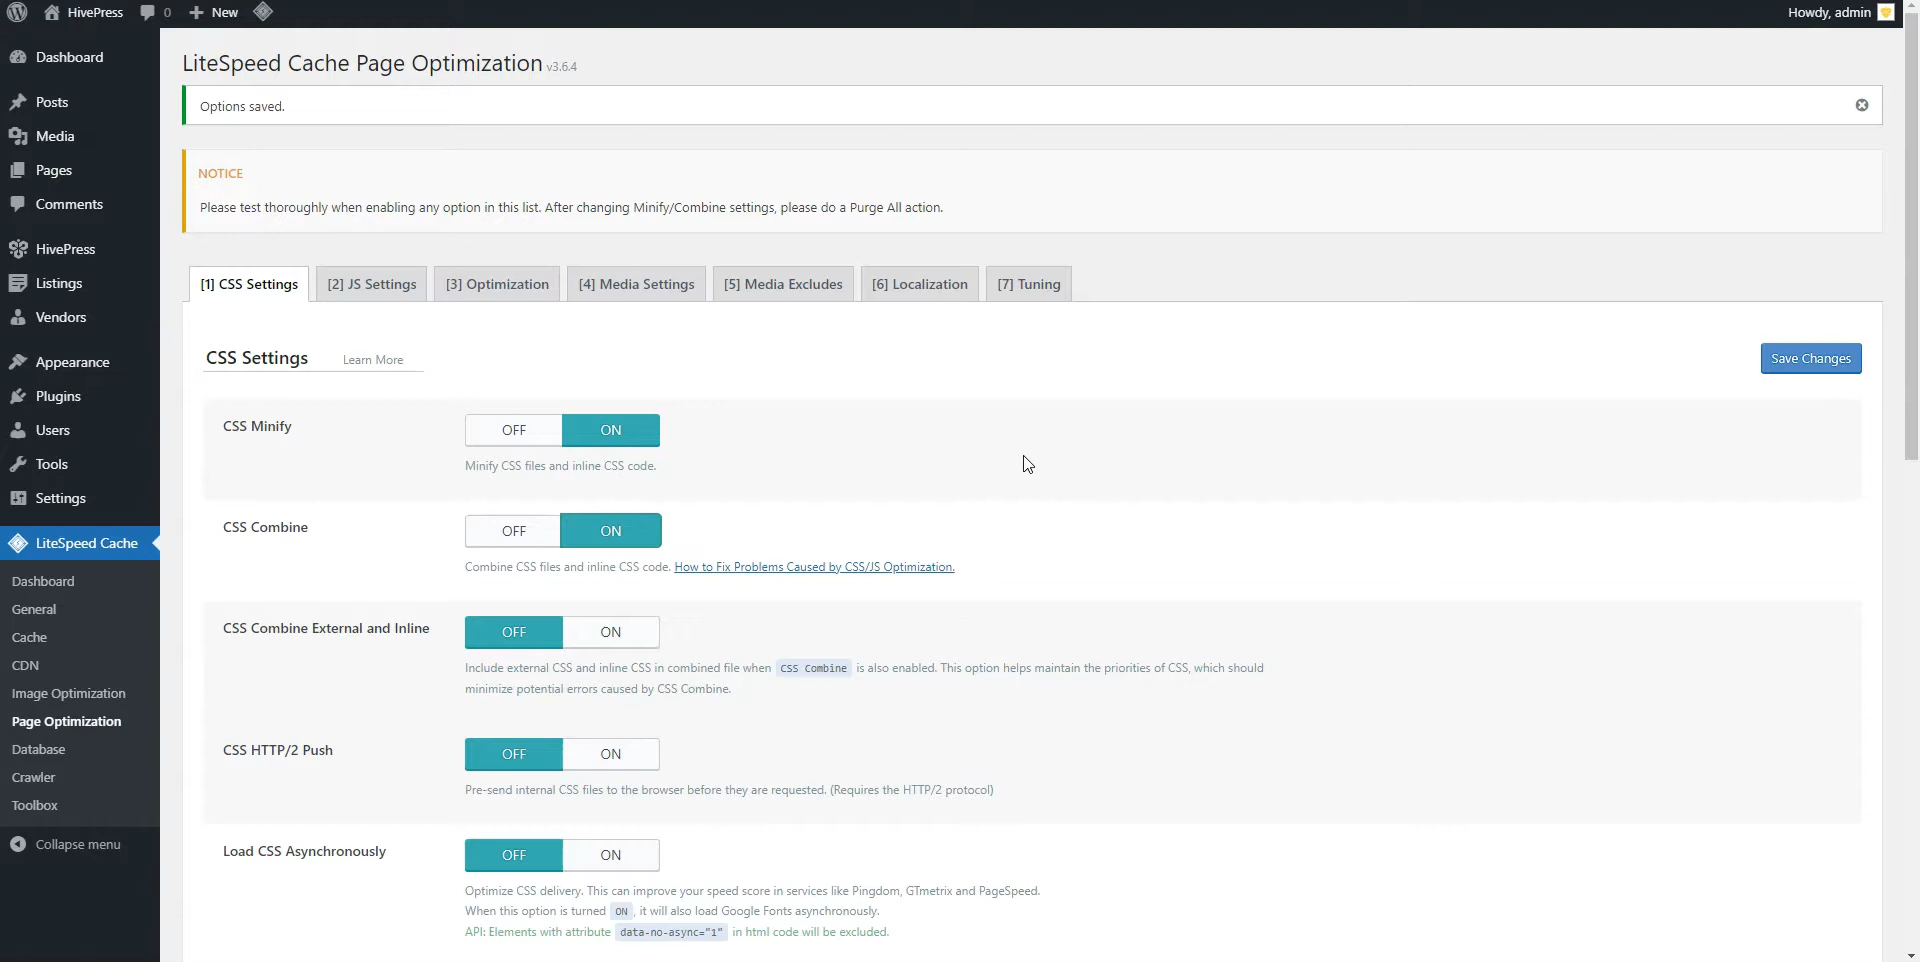 HivePress 0 New Howdy, admin
Dashboard
Posts
Media
Pages
Comments
HivePress
Listings
Vendors
Appearance
Plugins
Users
Tools
Settings
LiteSpeed Cache
Dashboard
General
Cache
CDN
Image Optimization
Page Optimization
Database
Crawler
Toolbox
Collapse menu
LiteSpeed Cache Page Optimization v3.6.4
Options saved.
NOTICE
Please test thoroughly when enabling any option in this list. After changing Minify/Combine settings, please do a Purge All action.
[1] CSS Settings [2] JS Settings [3] Optimization [4] Media Settings [5] Media Excludes [6] Localization [7] Tuning
CSS Settings Learn More Save Changes
CSS Minify OFF ON
Minify CSS files and inline CSS code.
CSS Combine OFF ON
Combine CSS files and inline CSS code. How to Fix Problems Caused by CSS/JS Optimization.
CSS Combine External and Inline OFF ON
Include external CSS and inline CSS in combined file when CSS Combine is also enabled. This option helps maintain the priorities of CSS, which should
minimize potential errors caused by CSS Combine.
CSS HTTP/2 Push OFF ON
Pre-send internal CSS files to the browser before they are requested. (Requires the HTTP/2 protocol)
Load CSS Asynchronously OFF ON
Optimize CSS delivery. This can improve your speed score in services like Pingdom, GTmetrix and PageSpeed.
When this option is turned ON, it will also load Google Fonts asynchronously.
API: Elements with attribute data-no-async="1" in html code will be excluded.